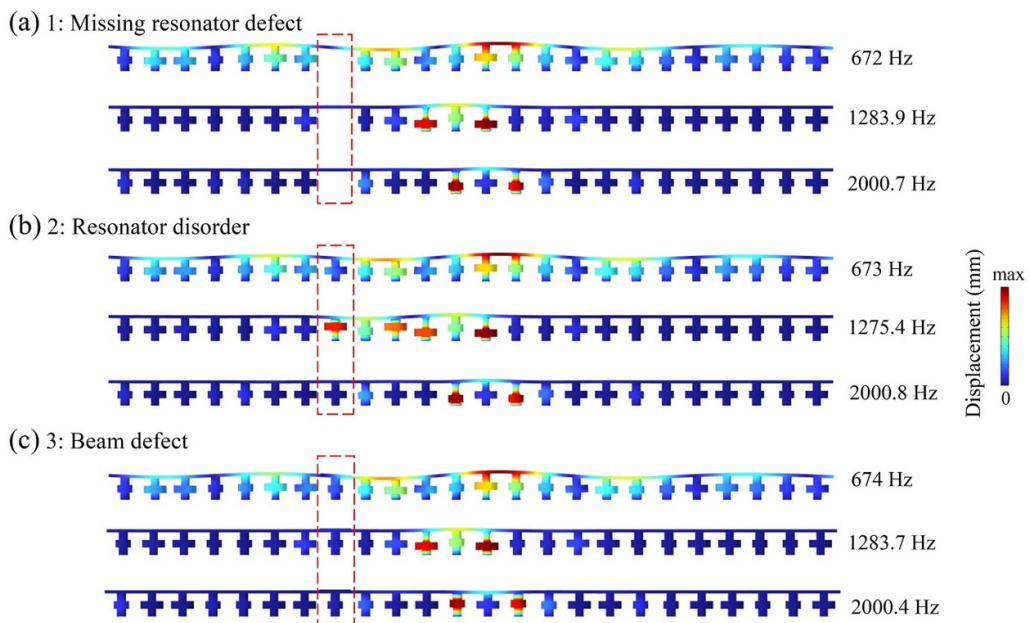 (a) 1: Missing resonator defect
672 Hz
1283.9 Hz
2000.7 Hz
(b) 2: Resonator disorder
673 Hz
1275.4 Hz
2000.8 Hz
(c) 3: Beam defect
674 Hz
1283.7 Hz
2000.4 Hz
Displacement (mm)
max
0